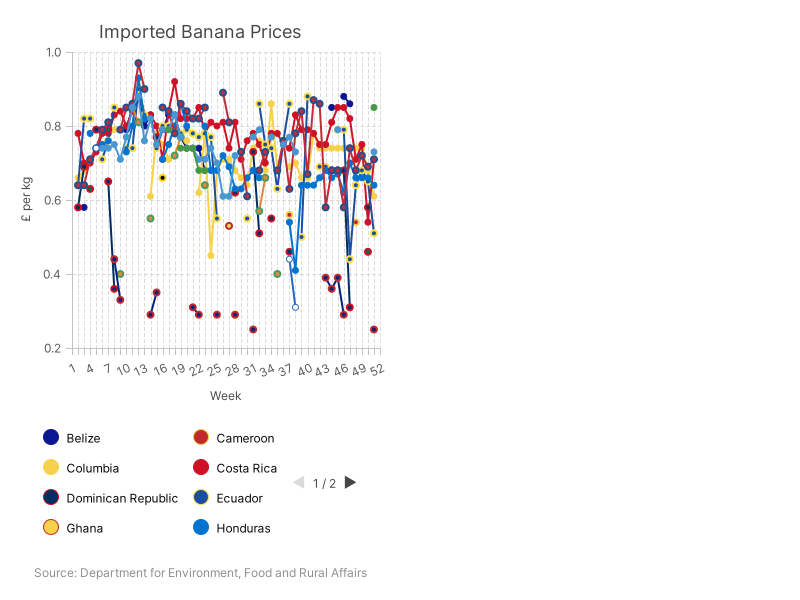 Imported Banana Prices
£ per kg
1.0
0.8
0.6
0.4
0.2
1 4 7 10 13 16 19 22 25 28 31 34 37 40 43 46 49 52
Week
Belize Cameroon
Columbia Costa Rica
1 / 2
Dominican Republic Ecuador
Ghana Honduras
Source: Department for Environment, Food and Rural Affairs